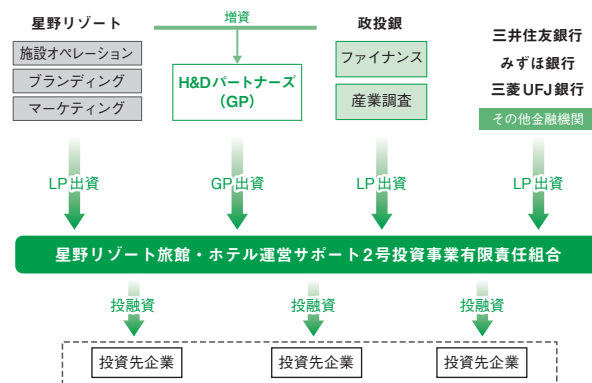 星野リゾート
施設オペレーション
ブランディング
マーケティング
増資
H&Dパートナーズ
（GP）
政投銀
ファイナンス
産業調査
三井住友銀行
みずほ銀行
三菱UFJ銀行
その他金融機関
LP出資
GP出資
LP出資
LP出資
星野リゾート旅館・ホテル運営サポート2号投資事業有限責任組合
投融資
投融資
投融資
投資先企業
投資先企業
投資先企業